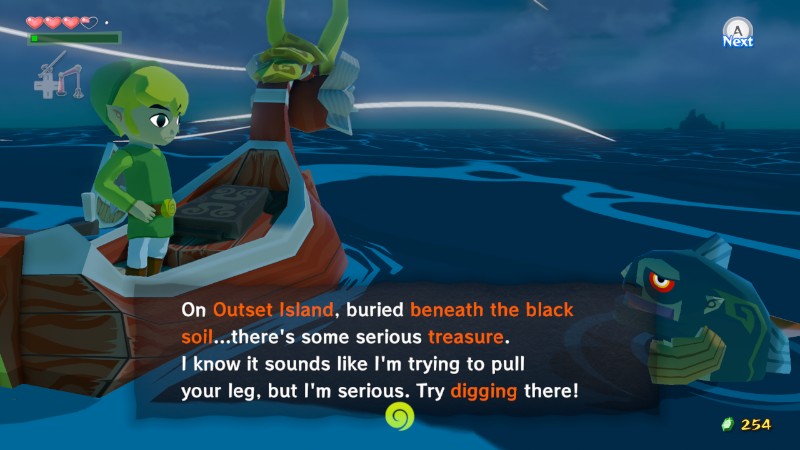 A
Next
On Outset Island, buried beneath the black
soil...there's some serious treasure.
I know it sounds like I'm trying to pull
your leg, but I'm serious. Try digging there!
254